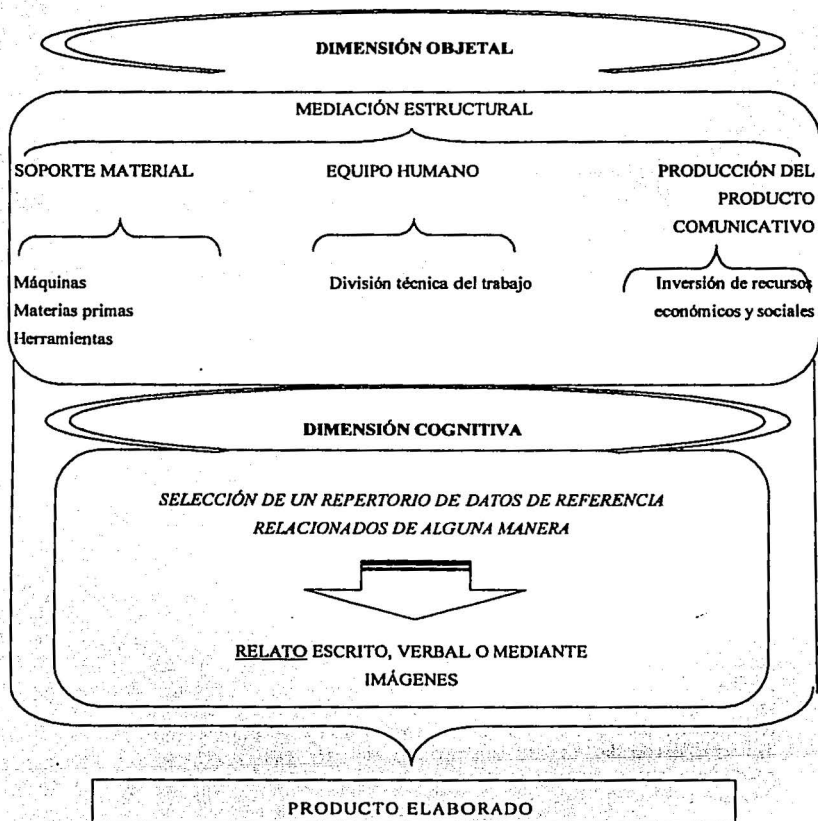 DIMENSIÓN OBJETAL
MEDIACIÓN ESTRUCTURAL
SOPORTE MATERIAL
EQUIPO HUMANO
PRODUCCIÓN DEL
PRODUCTO
COMUNICATIVO
Máquinas
Materias primas
Herramientas
División técnica del trabajo
Inversión de recursos
económicos y sociales
DIMENSIÓN COGNITIVA
SELECCIÓN DE UN REPERTORIO DE DATOS DE REFERENCIA
RELACIONADOS DE ALGUNA MANERA
RELATO ESCRITO, VERBAL O MEDIANTE
IMÁGENES
PRODUCTO ELABORADO